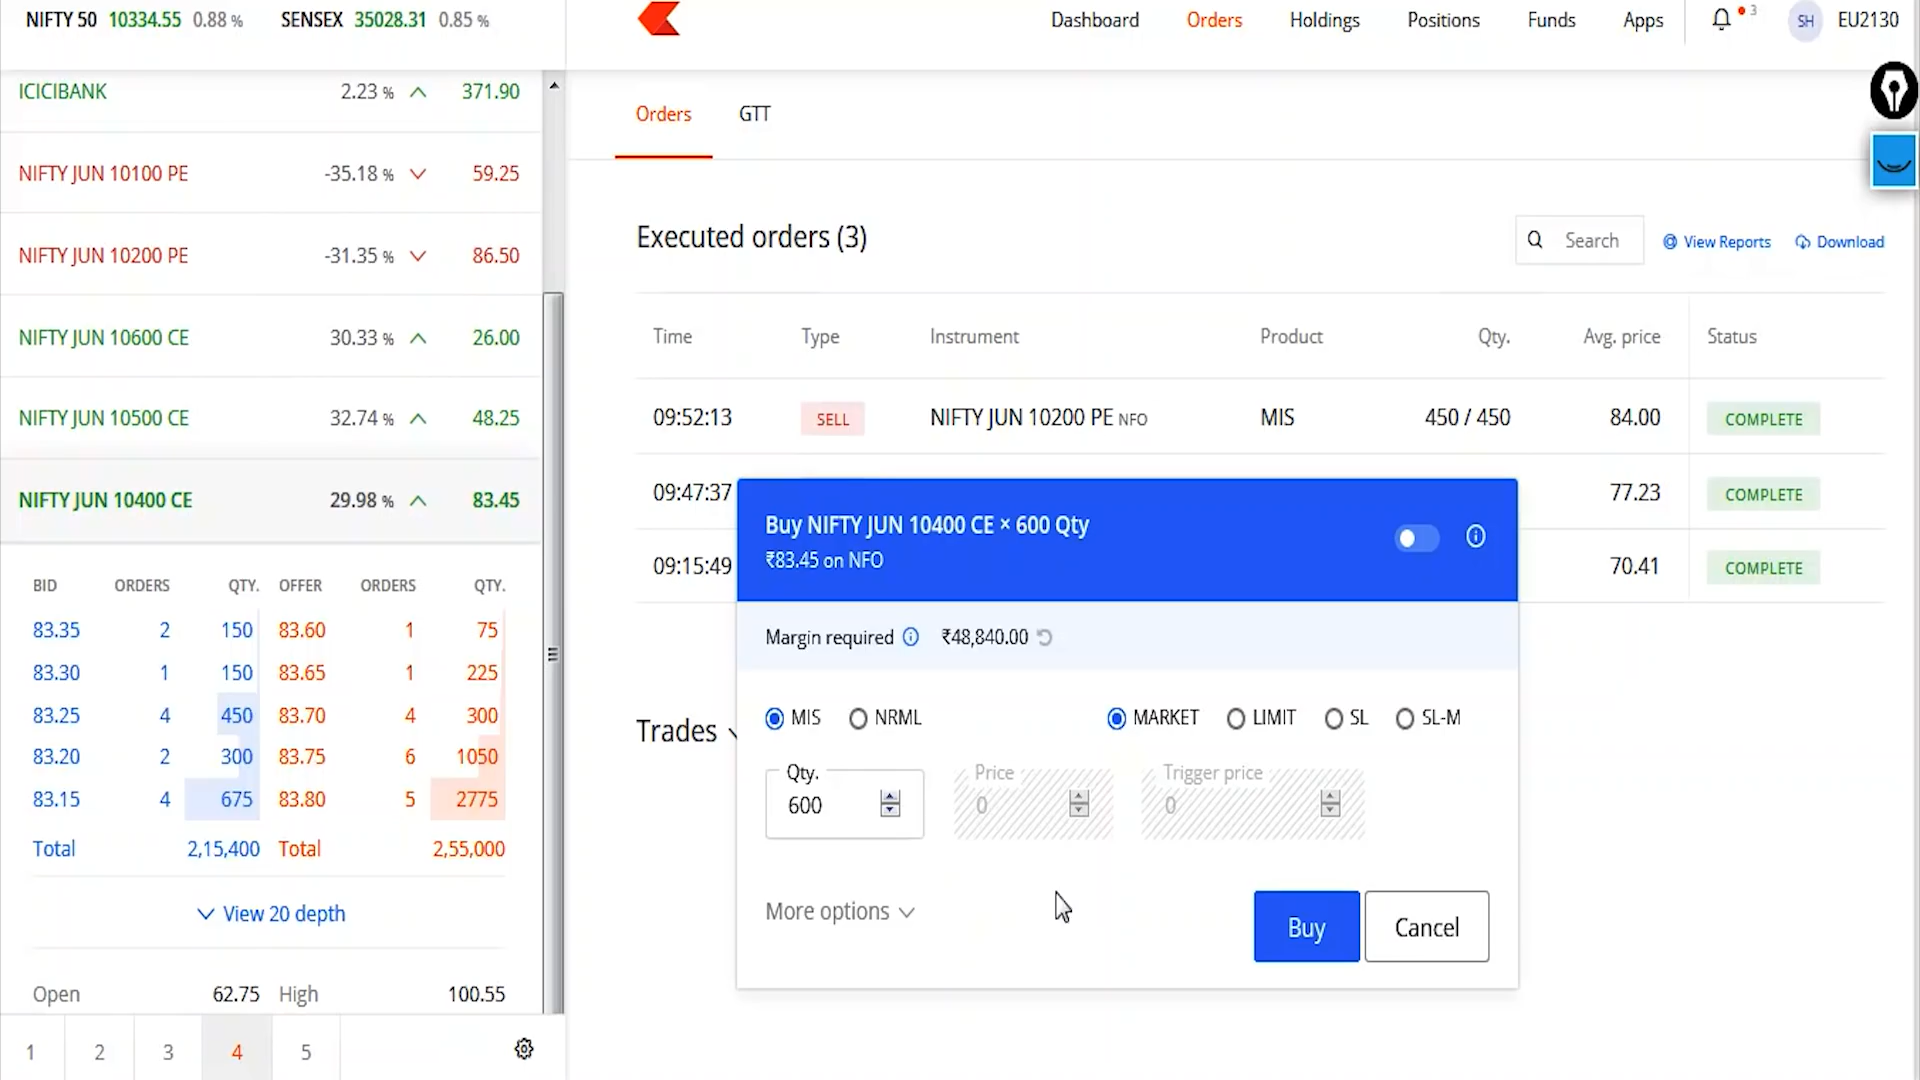 NIFTY 50 10334.55 0.88 % SENSEX 35028.31 0.85 %
Dashboard Orders Holdings Positions Funds Apps 3 SH EU2130
ICICIBANK 2.23 % 371.90
NIFTY JUN 10100 PE -35.18 % 59.25
NIFTY JUN 10200 PE -31.35 % 86.50
NIFTY JUN 10600 CE 30.33 % 26.00
NIFTY JUN 10500 CE 32.74 % 48.25
NIFTY JUN 10400 CE 29.98 % 83.45
BID ORDERS QTY. OFFER ORDERS QTY.
83.35 2 150 83.60 1 75
83.30 1 150 83.65 1 225
83.25 4 450 83.70 4 300
83.20 2 300 83.75 6 1050
83.15 4 675 83.80 5 2775
Total 2,15,400 Total 2,55,000
View 20 depth
Open 62.75 High 100.55
1 2 3 4 5
Orders GTT
Executed orders (3)
Search View Reports Download
Time Type Instrument Product Qty. Avg. price Status
09:52:13 SELL NIFTY JUN 10200 PE NFO MIS 450 / 450 84.00 COMPLETE
09:47:37 77.23 COMPLETE
09:15:49 70.41 COMPLETE
Trades
Buy NIFTY JUN 10400 CE × 600 Qty
₹83.45 on NFO
Margin required ₹48,840.00
MIS NRML MARKET LIMIT SL SL-M
Qty. Price Trigger price
600 0 0
More options Buy Cancel